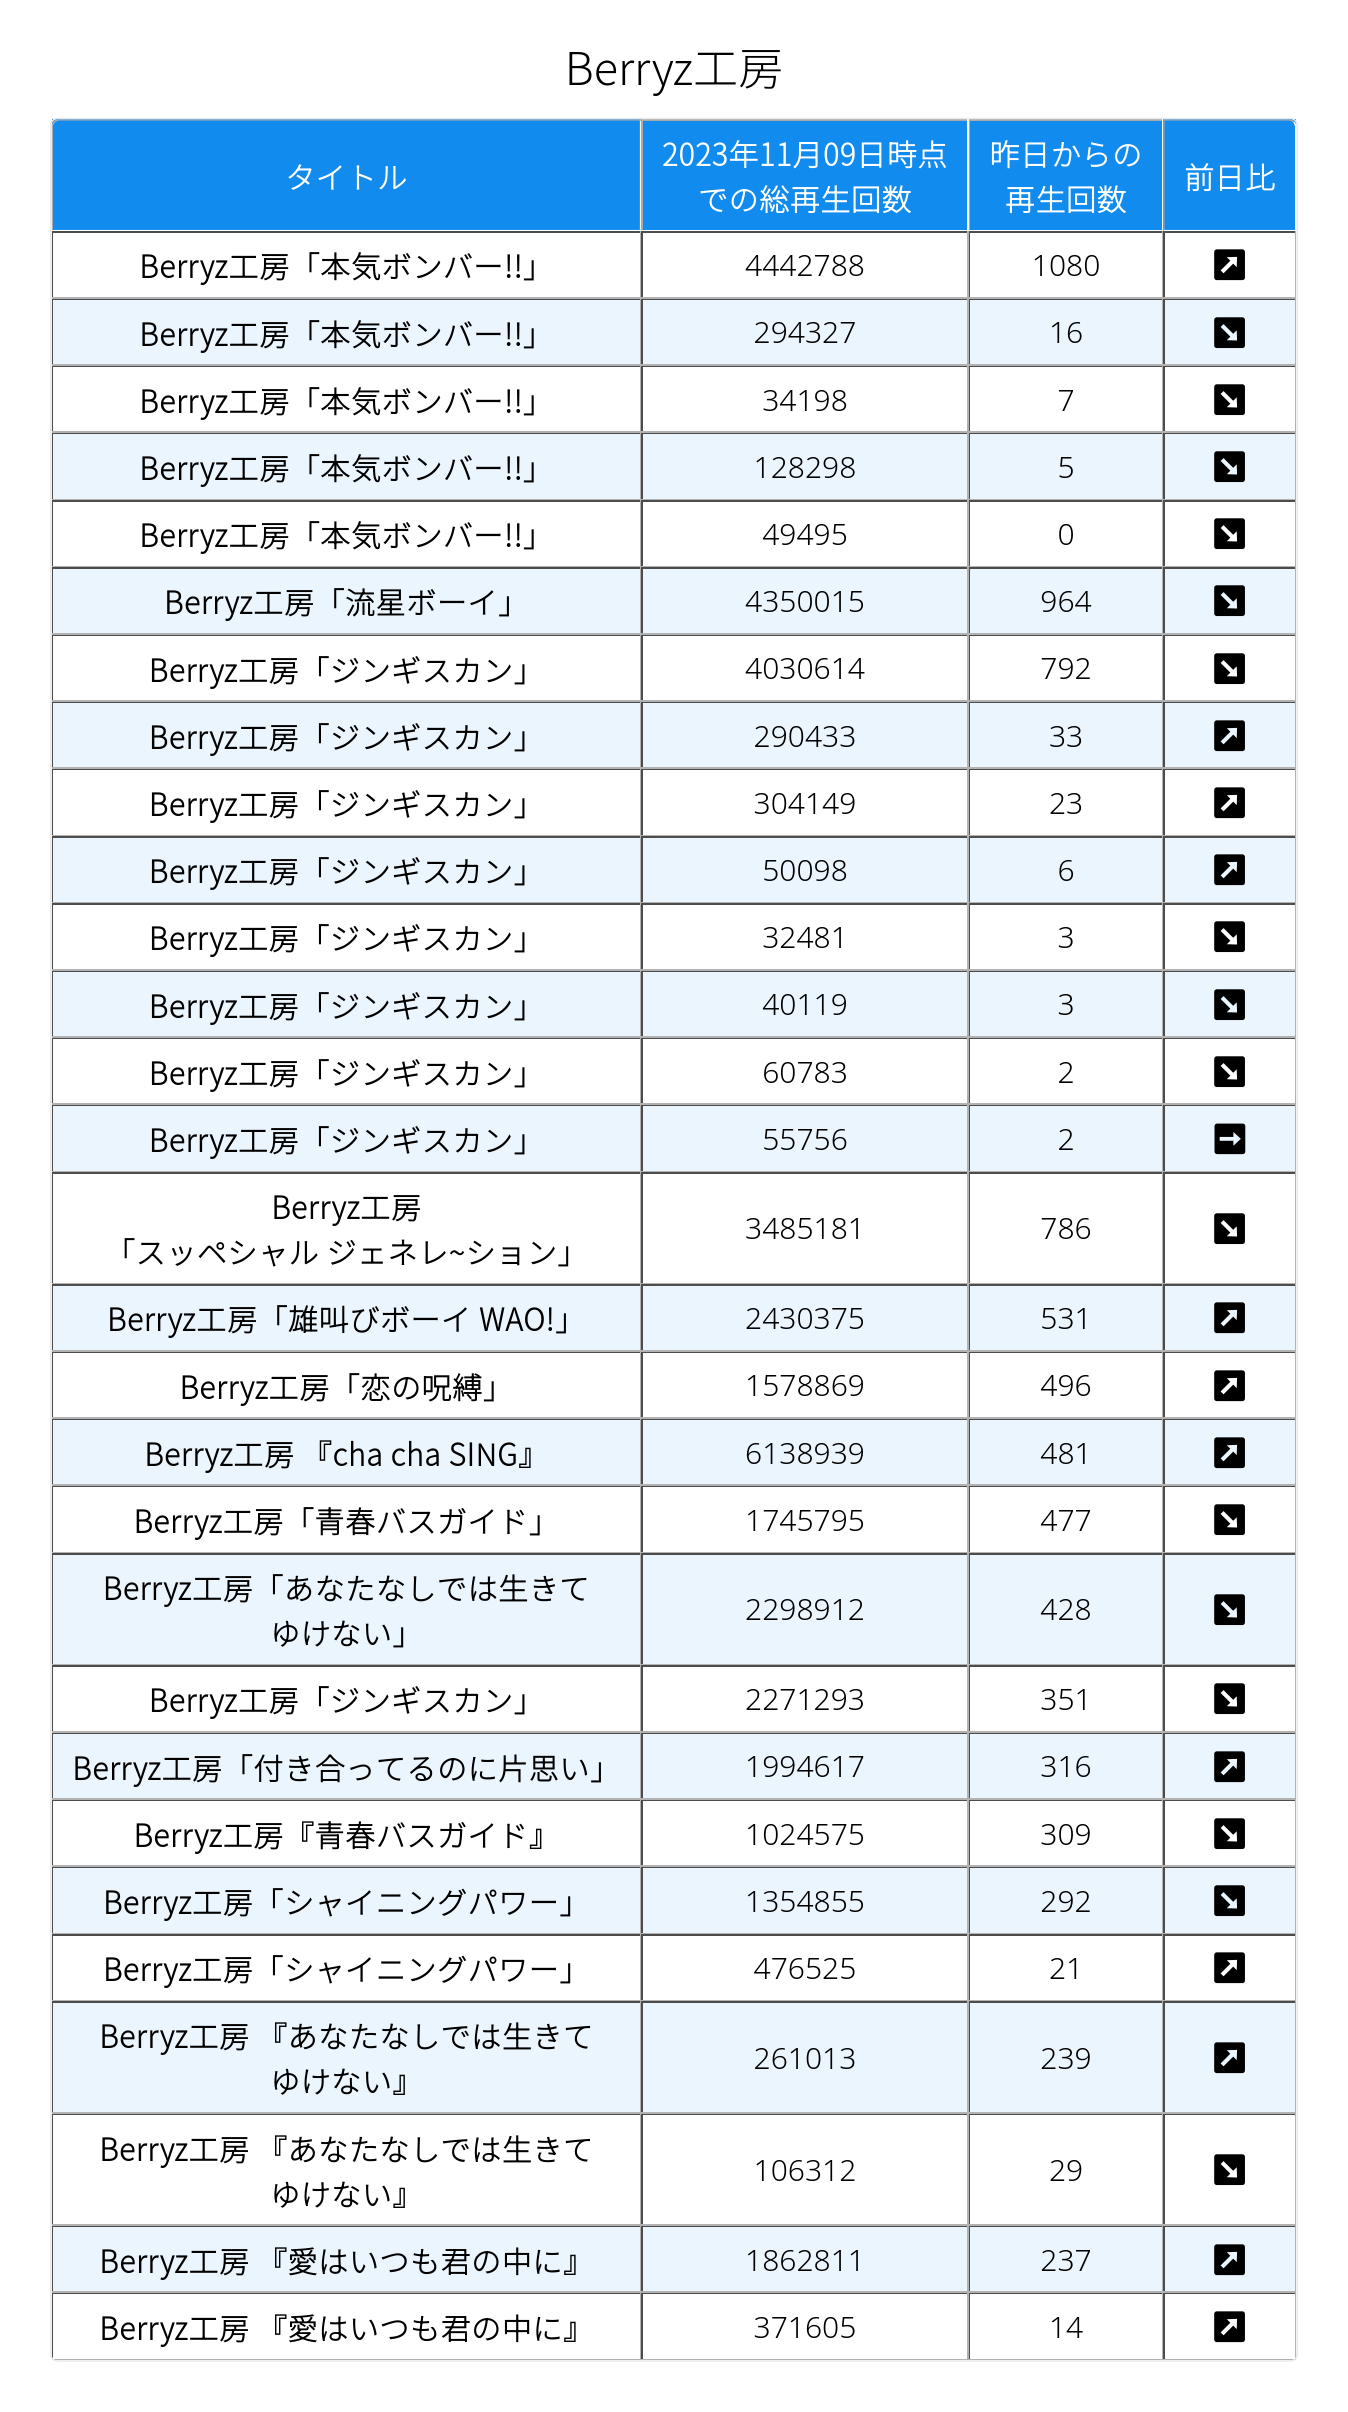 Berryz工房
タイトル
2023年11月09日時点
での総再生回数
昨日からの
再生回数
前日比
Berryz工房「本気ボンバー!!」 4442788 1080 ↗
Berryz工房「本気ボンバー!!」 294327 16 ↘
Berryz工房「本気ボンバー!!」 34198 7 ↘
Berryz工房「本気ボンバー!!」 128298 5 ↘
Berryz工房「本気ボンバー!!」 49495 0 ↘
Berryz工房「流星ボーイ」 4350015 964 ↘
Berryz工房「ジンギスカン」 4030614 792 ↘
Berryz工房「ジンギスカン」 290433 33 ↗
Berryz工房「ジンギスカン」 304149 23 ↗
Berryz工房「ジンギスカン」 50098 6 ↗
Berryz工房「ジンギスカン」 32481 3 ↘
Berryz工房「ジンギスカン」 40119 3 ↘
Berryz工房「ジンギスカン」 60783 2 ↘
Berryz工房「ジンギスカン」 55756 2 →
Berryz工房
「スッペシャル ジェネレ~ション」 3485181 786 ↘
Berryz工房「雄叫びボーイ WAO!」 2430375 531 ↗
Berryz工房「恋の呪縛」 1578869 496 ↗
Berryz工房 『cha cha SING』 6138939 481 ↗
Berryz工房「青春バスガイド」 1745795 477 ↘
Berryz工房「あなたなしでは生きて
ゆけない」 2298912 428 ↘
Berryz工房「ジンギスカン」 2271293 351 ↘
Berryz工房「付き合ってるのに片思い」 1994617 316 ↗
Berryz工房『青春バスガイド』 1024575 309 ↘
Berryz工房「シャイニングパワー」 1354855 292 ↘
Berryz工房「シャイニングパワー」 476525 21 ↗
Berryz工房 『あなたなしでは生きて
ゆけない』 261013 239 ↗
Berryz工房 『あなたなしでは生きて
ゆけない』 106312 29 ↘
Berryz工房 『愛はいつも君の中に』 1862811 237 ↗
Berryz工房 『愛はいつも君の中に』 371605 14 ↗